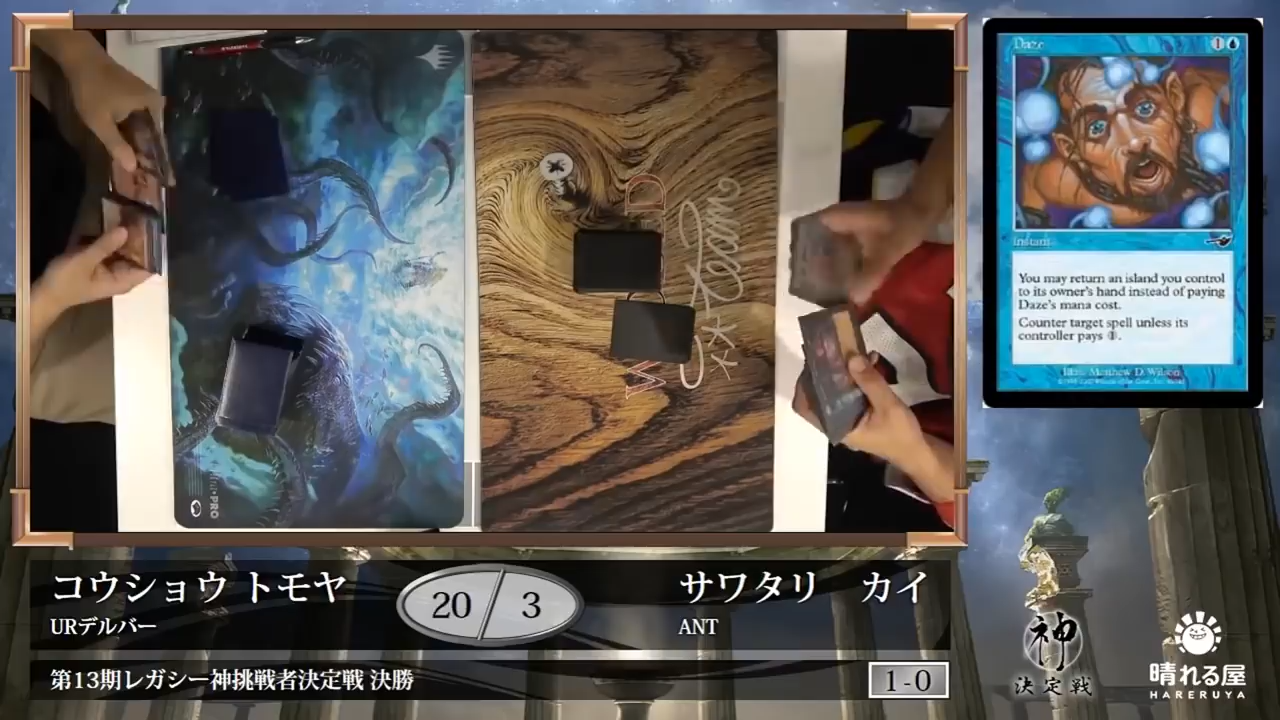 Daze
Instant
You may return an island you control
to its owner's hand instead of paying
Daze's mana cost.
Counter target spell unless its
controller pays 1.
Illus. Matthew D. Wilson
コウショウ トモヤ
URデルバー
20 / 3
サワタリ カイ
ANT
第13期レガシー神挑戦者決定戦 決勝
1-0
神
決定戦
晴れる屋
HARERUYA